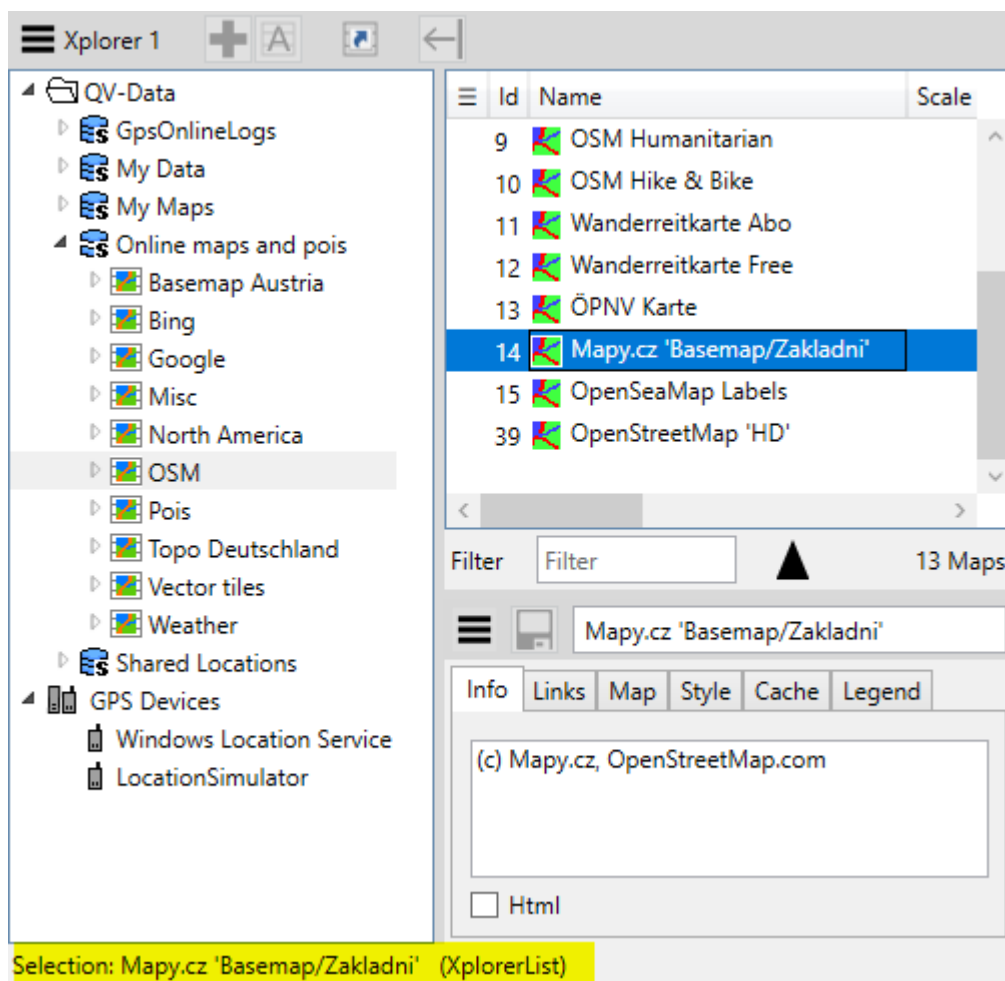 Xplorer 1
QV-Data
GpsOnlineLogs
My Data
My Maps
Online maps and pois
Basemap Austria
Bing
Google
Misc
North America
OSM
Pois
Topo Deutschland
Vector tiles
Weather
Shared Locations
GPS Devices
Windows Location Service
LocationSimulator
Id Name Scale
9 OSM Humanitarian
10 OSM Hike & Bike
11 Wanderreitkarte Abo
12 Wanderreitkarte Free
13 ÖPNV Karte
14 Mapy.cz 'Basemap/Zakladni'
15 OpenSeaMap Labels
39 OpenStreetMap 'HD'
Filter Filter 13 Maps
Mapy.cz 'Basemap/Zakladni'
Info Links Map Style Cache Legend
(c) Mapy.cz, OpenStreetMap.com
Html
Selection: Mapy.cz 'Basemap/Zakladni' (XplorerList)